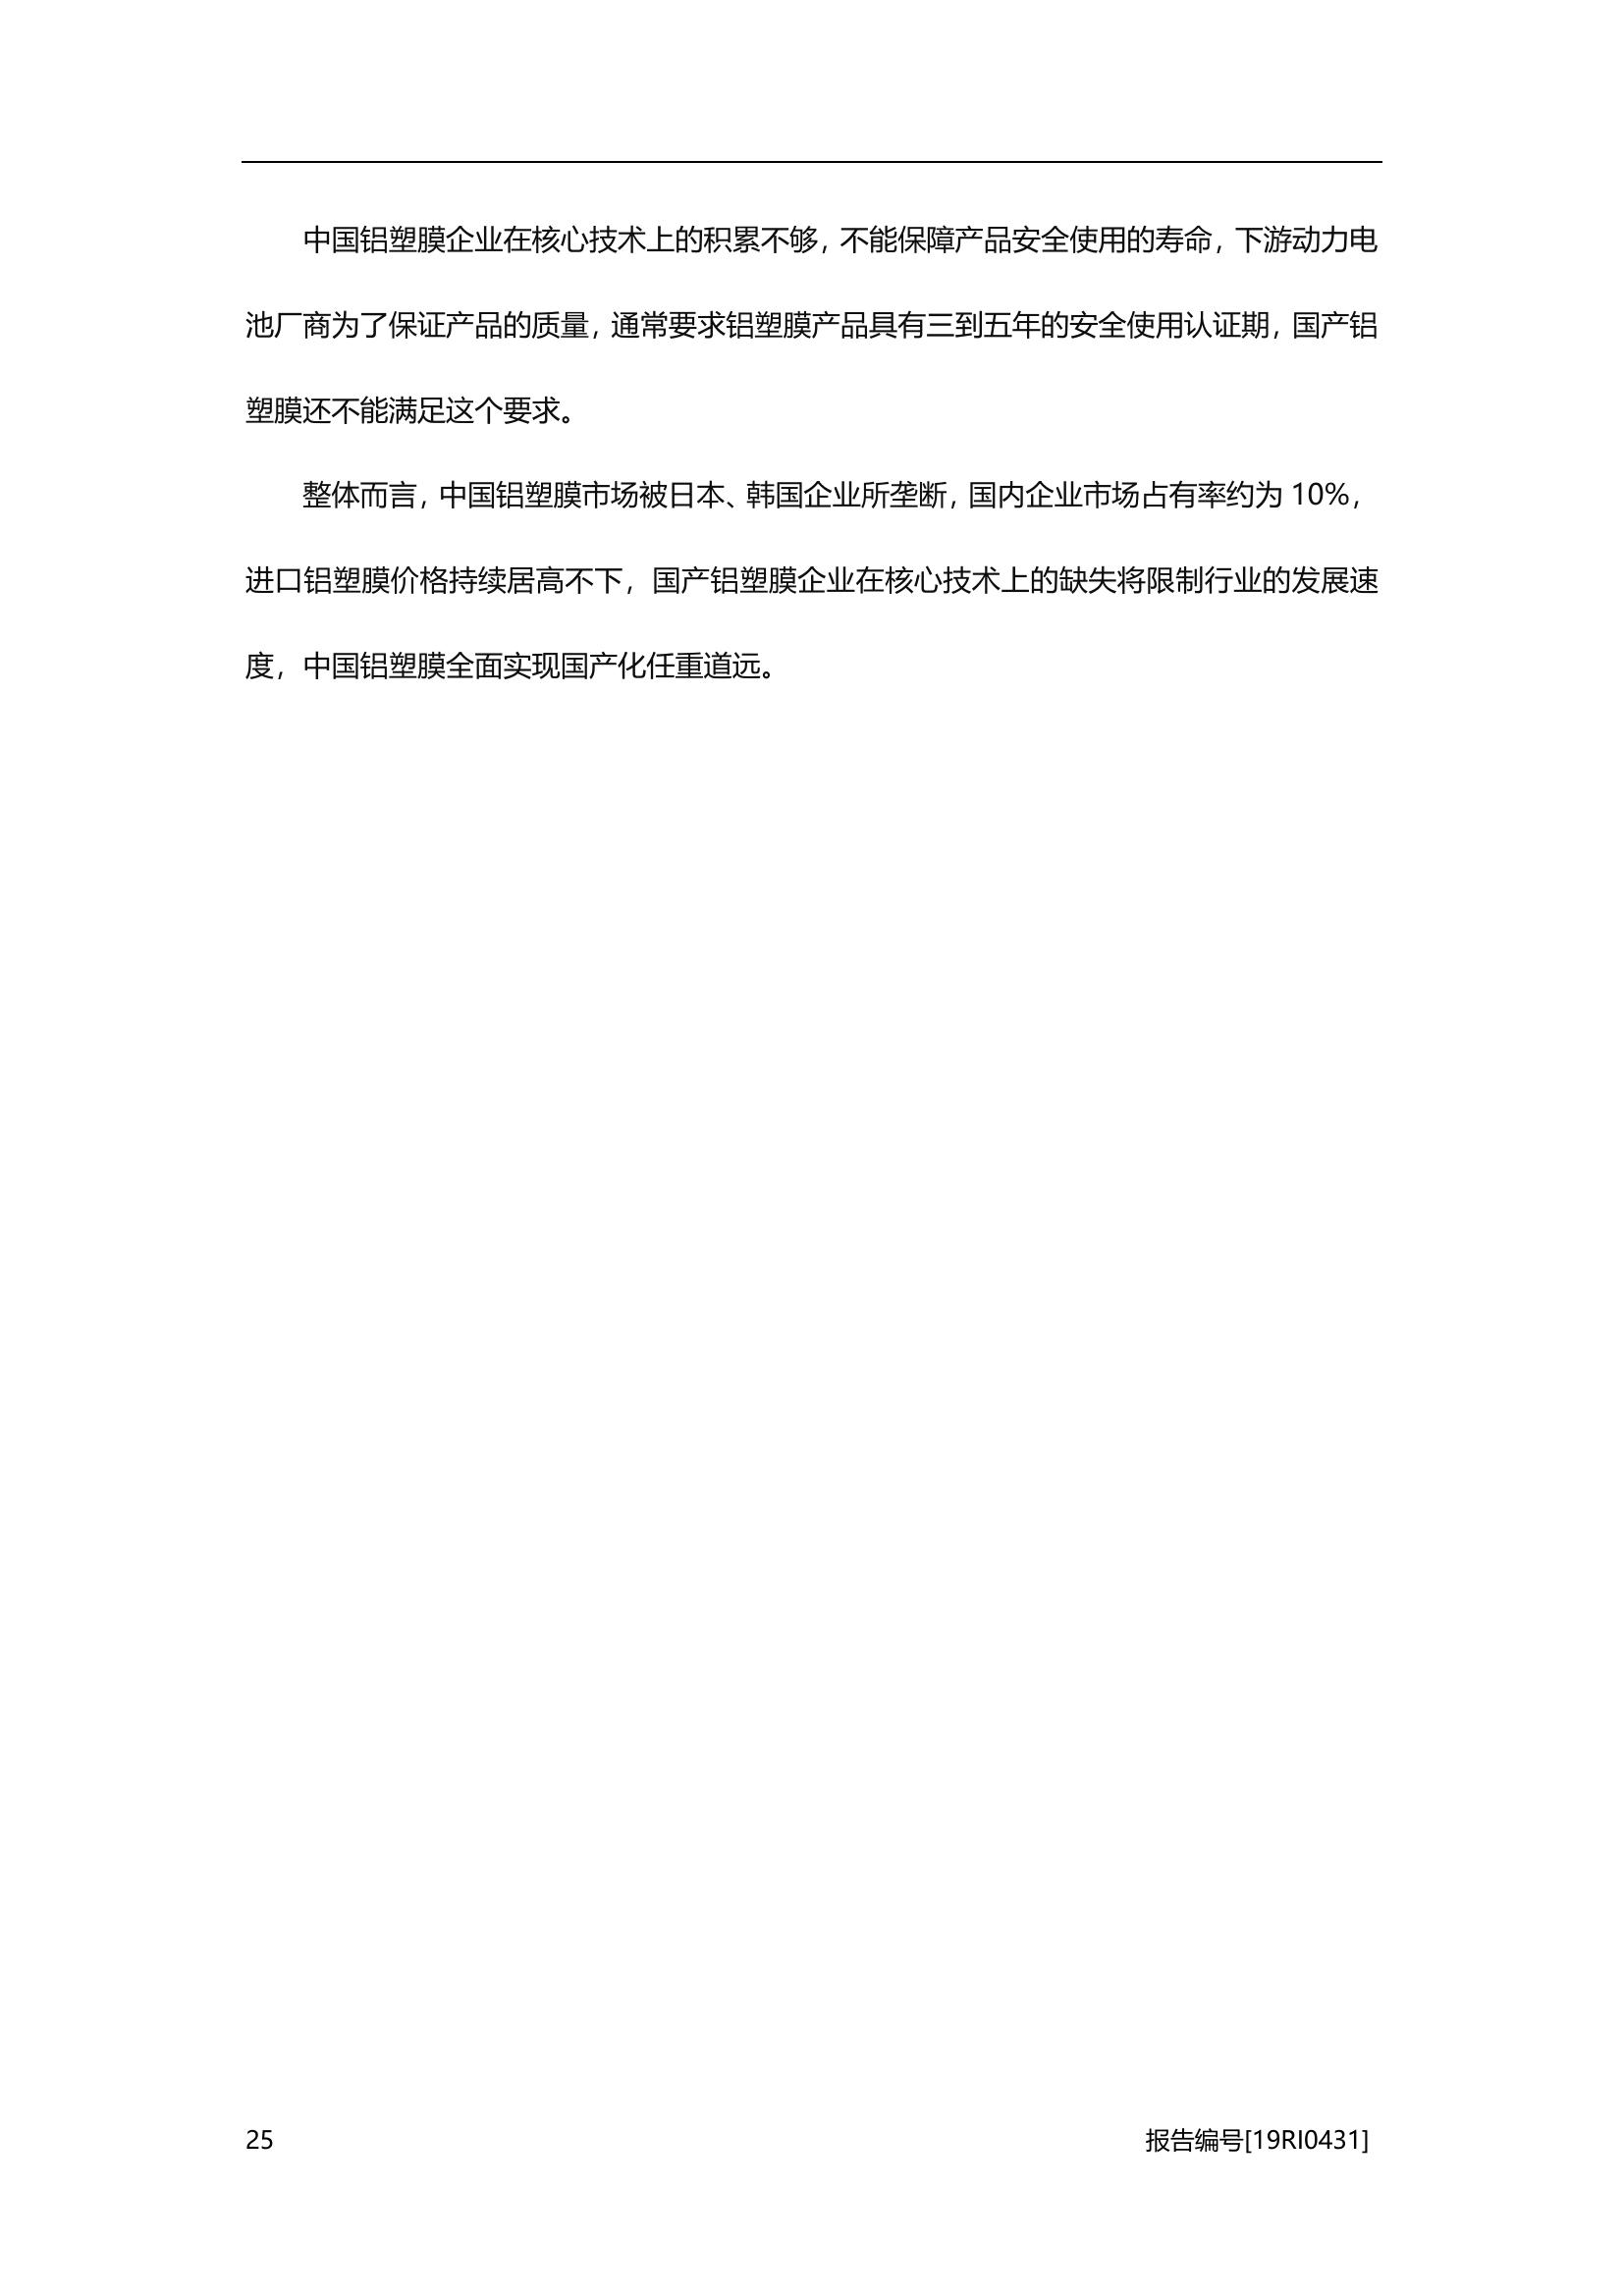 中国铝塑膜企业在核心技术上的积累不够，不能保障产品安全使用的寿命，下游动力电
池厂商为了保证产品的质量，通常要求铝塑膜产品具有三到五年的安全使用认证期，国产铝
塑膜还不能满足这个要求。
整体而言，中国铝塑膜市场被日本、韩国企业所垄断，国内企业市场占有率约为 10%，
进口铝塑膜价格持续居高不下，国产铝塑膜企业在核心技术上的缺失将限制行业的发展速
度，中国铝塑膜全面实现国产化任重道远。
25 报告编号[19RI0431]